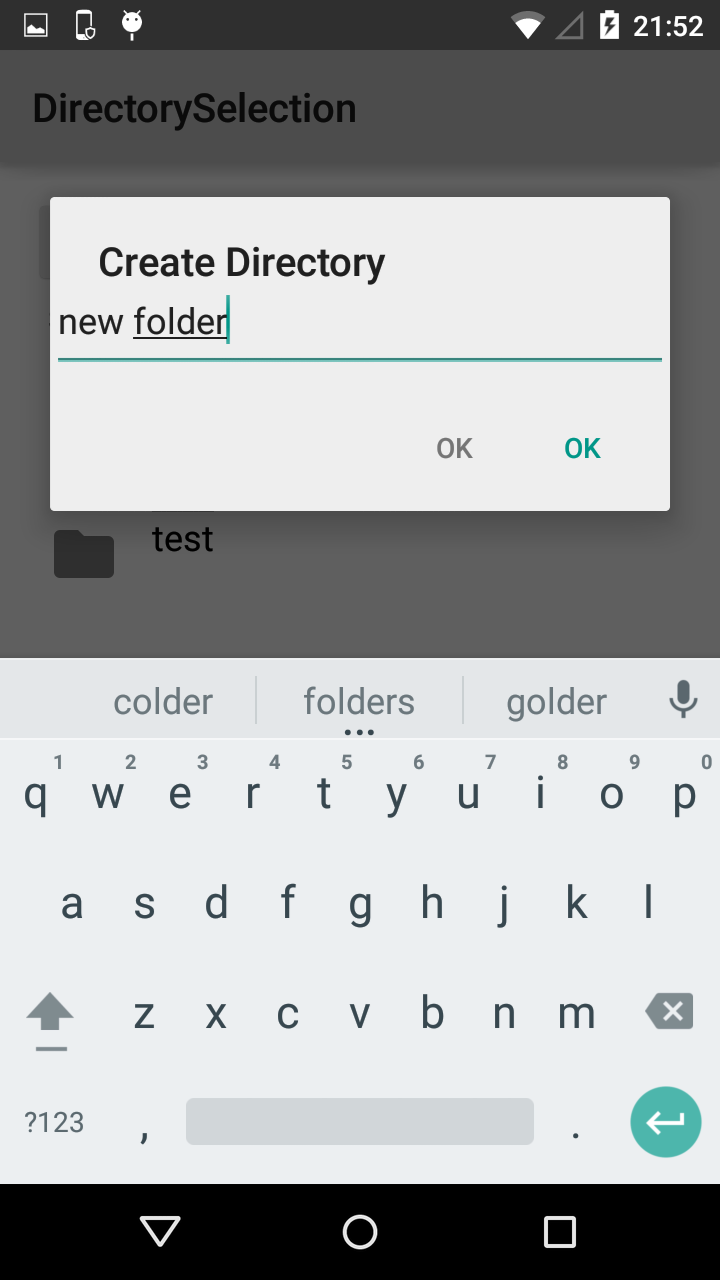 21:52
DirectorySelection
Create Directory
new folder
OK OK
test
colder folders golder
1 2 3 4 5 6 7 8 9 0
q w e r t y u i o p
a s d f g h j k l
z x c v b n m
?123 , .